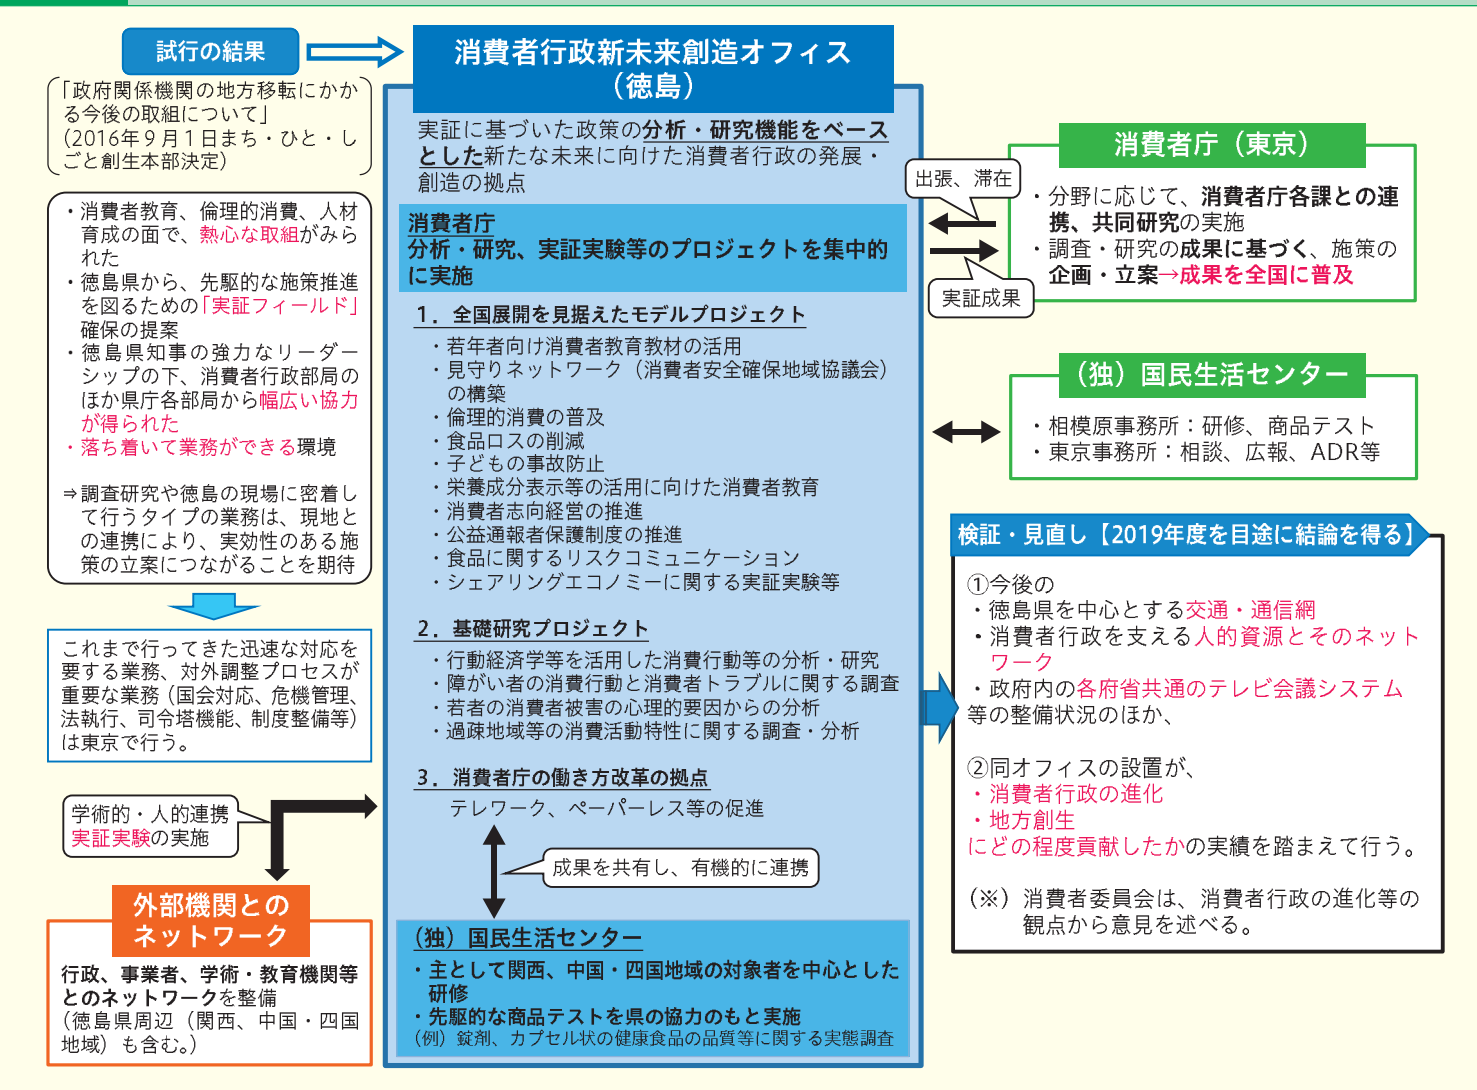 試行の結果
「政府関係機関の地方移転にかか
る今後の取組について」
（2016年９月１日まち・ひと・し
ごと創生本部決定）
・消費者教育、倫理的消費、人材
育成の面で、熱心な取組がみら
れた
・徳島県から、先駆的な施策推進
を図るための「実証フィールド」
確保の提案
・徳島県知事の強力なリーダー
シップの下、消費者行政部局の
ほか県庁各部局から幅広い協力
が得られた
・落ち着いて業務ができる環境
⇒調査研究や徳島の現場に密着し
て行うタイプの業務は、現地と
の連携により、実効性のある施
策の立案につながることを期待
これまで行ってきた迅速な対応を
要する業務、対外調整プロセスが
重要な業務（国会対応、危機管理、
法執行、司令塔機能、制度整備等）
は東京で行う。
学術的・人的連携
実証実験の実施
外部機関との
ネットワーク
行政、事業者、学術・教育機関等
とのネットワークを整備
（徳島県周辺（関西、中国・四国
地域）も含む。）
消費者行政新未来創造オフィス
（徳島）
実証に基づいた政策の分析・研究機能をベース
とした新たな未来に向けた消費者行政の発展・
創造の拠点
消費者庁
分析・研究、実証実験等のプロジェクトを集中的
に実施
１．全国展開を見据えたモデルプロジェクト
・若年者向け消費者教育教材の活用
・見守りネットワーク（消費者安全確保地域協議会）
の構築
・倫理的消費の普及
・食品ロスの削減
・子どもの事故防止
・栄養成分表示等の活用に向けた消費者教育
・消費者志向経営の推進
・公益通報者保護制度の推進
・食品に関するリスクコミュニケーション
・シェアリングエコノミーに関する実証実験等
２．基礎研究プロジェクト
・行動経済学等を活用した消費行動等の分析・研究
・障がい者の消費行動と消費者トラブルに関する調査
・若者の消費者被害の心理的要因からの分析
・過疎地域等の消費活動特性に関する調査・分析
３．消費者庁の働き方改革の拠点
テレワーク、ペーパーレス等の促進
成果を共有し、有機的に連携
（独）国民生活センター
・主として関西、中国・四国地域の対象者を中心とした
研修
・先駆的な商品テストを県の協力のもと実施
（例）錠剤、カプセル状の健康食品の品質等に関する実態調査
出張、滞在
実証成果
消費者庁（東京）
・分野に応じて、消費者庁各課との連
携、共同研究の実施
・調査・研究の成果に基づく、施策の
企画・立案→成果を全国に普及
（独）国民生活センター
・相模原事務所：研修、商品テスト
・東京事務所：相談、広報、ADR等
検証・見直し【2019年度を目途に結論を得る】
①今後の
・徳島県を中心とする交通・通信網
・消費者行政を支える人的資源とそのネット
ワーク
・政府内の各府省共通のテレビ会議システム
等の整備状況のほか、
②同オフィスの設置が、
・消費者行政の進化
・地方創生
にどの程度貢献したかの実績を踏まえて行う。
（※）消費者委員会は、消費者行政の進化等の
観点から意見を述べる。